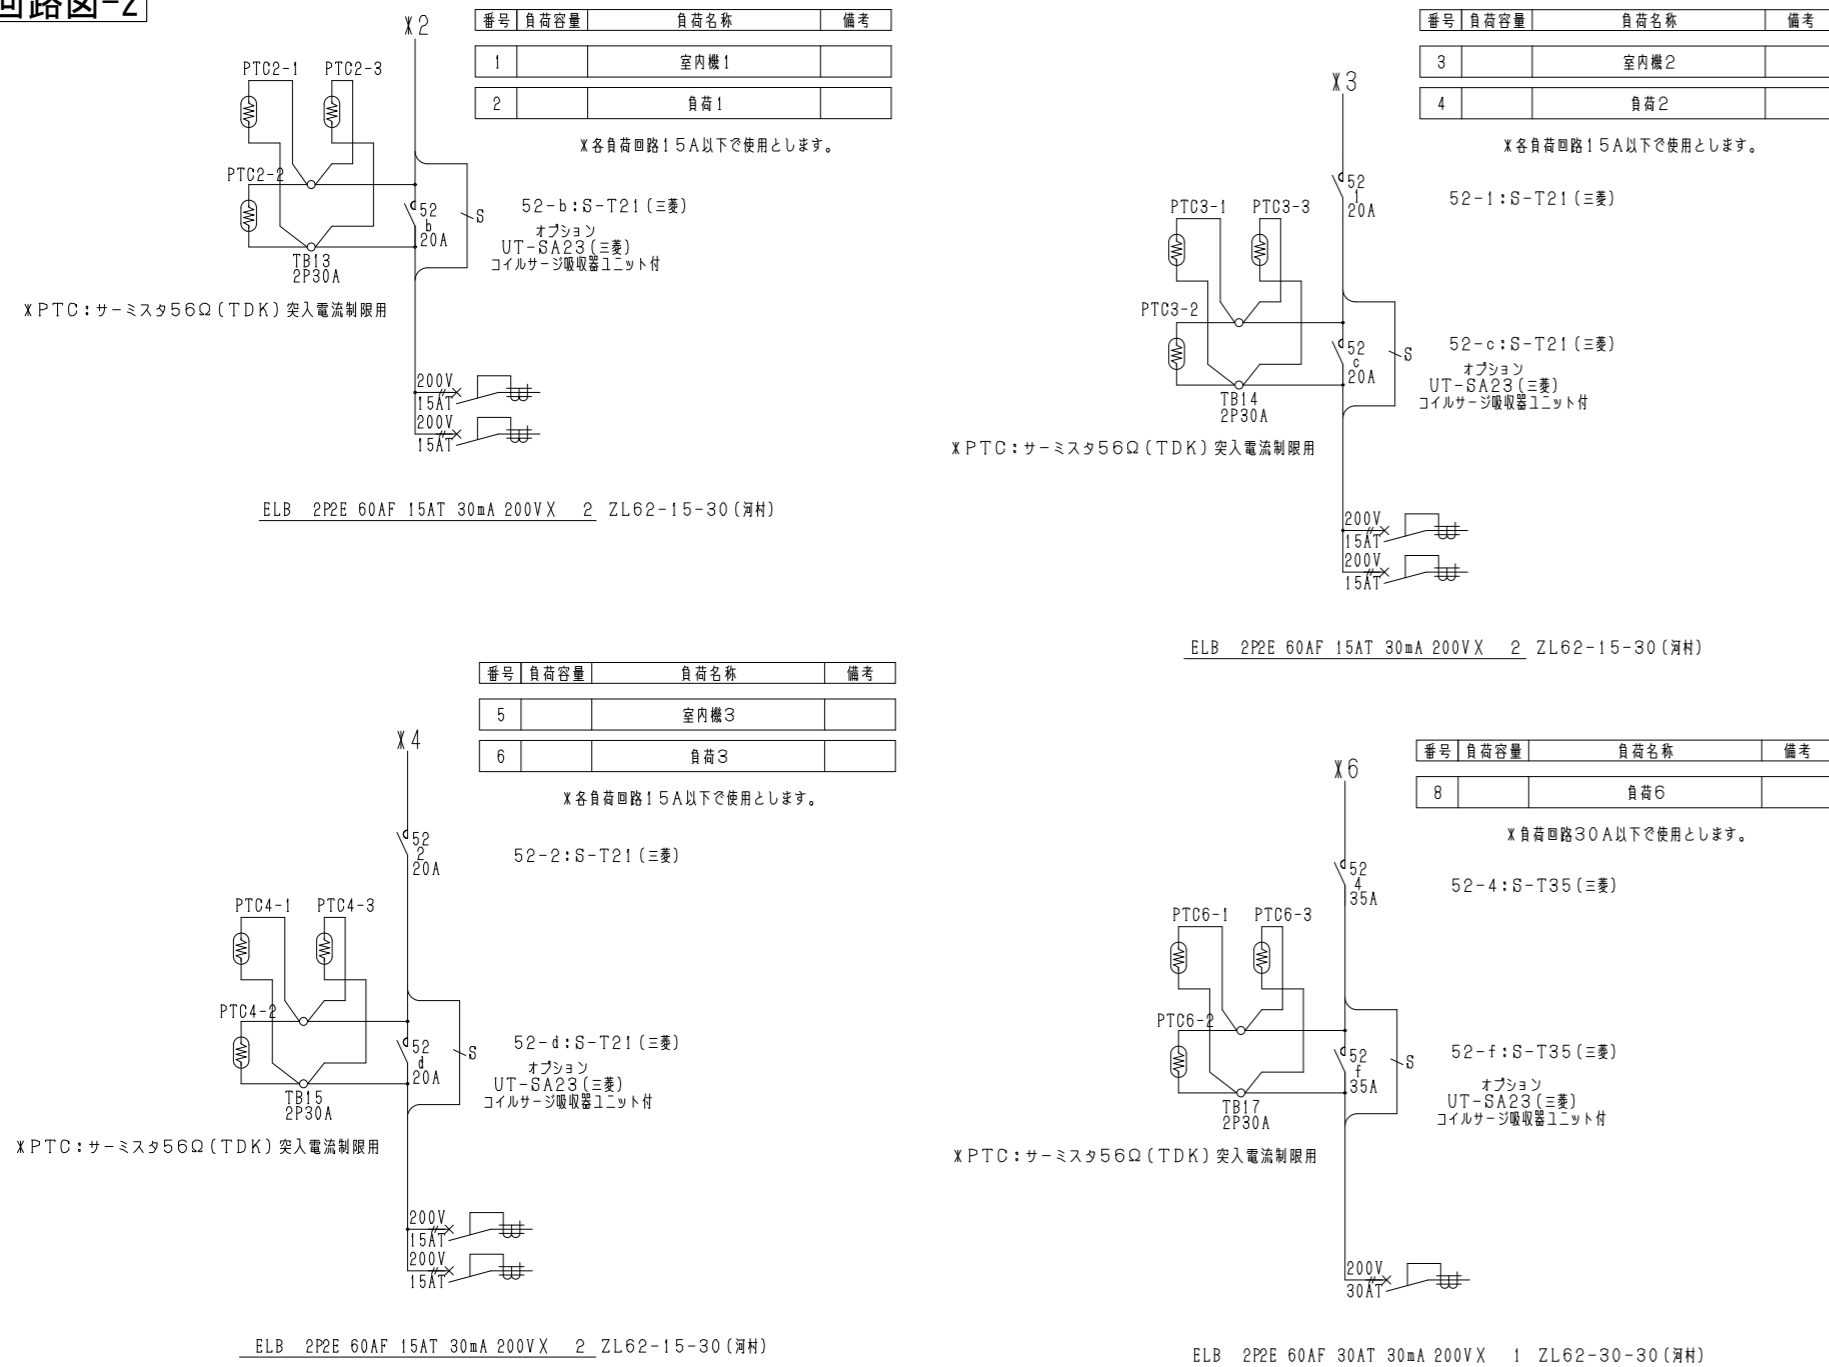 回路図-2
※2
番号 負荷容量 負荷名称 備考
1 室内機1
2 負荷1
※各負荷回路15A以下で使用とします。
PTC2-1 PTC2-3
PTC2-2
52
b
20A
S
52-b:S-T21(三菱)
オプション
UT-SA23(三菱)
コイルサージ吸収器ユニット付
TB13
2P30A
※PTC:サーミスタ56Ω(TDK)突入電流制限用
200V
15AT
200V
15AT
ELB 2P2E 60AF 15AT 30mA 200VX 2 ZL62-15-30(河村)
※3
番号 負荷容量 負荷名称 備考
3 室内機2
4 負荷2
※各負荷回路15A以下で使用とします。
52
1
20A
52-1:S-T21(三菱)
PTC3-1 PTC3-3
PTC3-2
52
c
20A
S
52-c:S-T21(三菱)
オプション
UT-SA23(三菱)
コイルサージ吸収器ユニット付
TB14
2P30A
※PTC:サーミスタ56Ω(TDK)突入電流制限用
200V
15AT
200V
15AT
ELB 2P2E 60AF 15AT 30mA 200VX 2 ZL62-15-30(河村)
※4
番号 負荷容量 負荷名称 備考
5 室内機3
6 負荷3
※各負荷回路15A以下で使用とします。
52
2
20A
52-2:S-T21(三菱)
PTC4-1 PTC4-3
PTC4-2
52
d
20A
S
52-d:S-T21(三菱)
オプション
UT-SA23(三菱)
コイルサージ吸収器ユニット付
TB15
2P30A
※PTC:サーミスタ56Ω(TDK)突入電流制限用
200V
15AT
200V
15AT
ELB 2P2E 60AF 15AT 30mA 200VX 2 ZL62-15-30(河村)
※6
番号 負荷容量 負荷名称 備考
8 負荷6
※負荷回路30A以下で使用とします。
52
4
35A
52-4:S-T35(三菱)
PTC6-1 PTC6-3
PTC6-2
52
f
35A
S
52-f:S-T35(三菱)
オプション
UT-SA23(三菱)
コイルサージ吸収器ユニット付
TB17
2P30A
※PTC:サーミスタ56Ω(TDK)突入電流制限用
200V
30AT
ELB 2P2E 60AF 30AT 30mA 200VX 1 ZL62-30-30(河村)